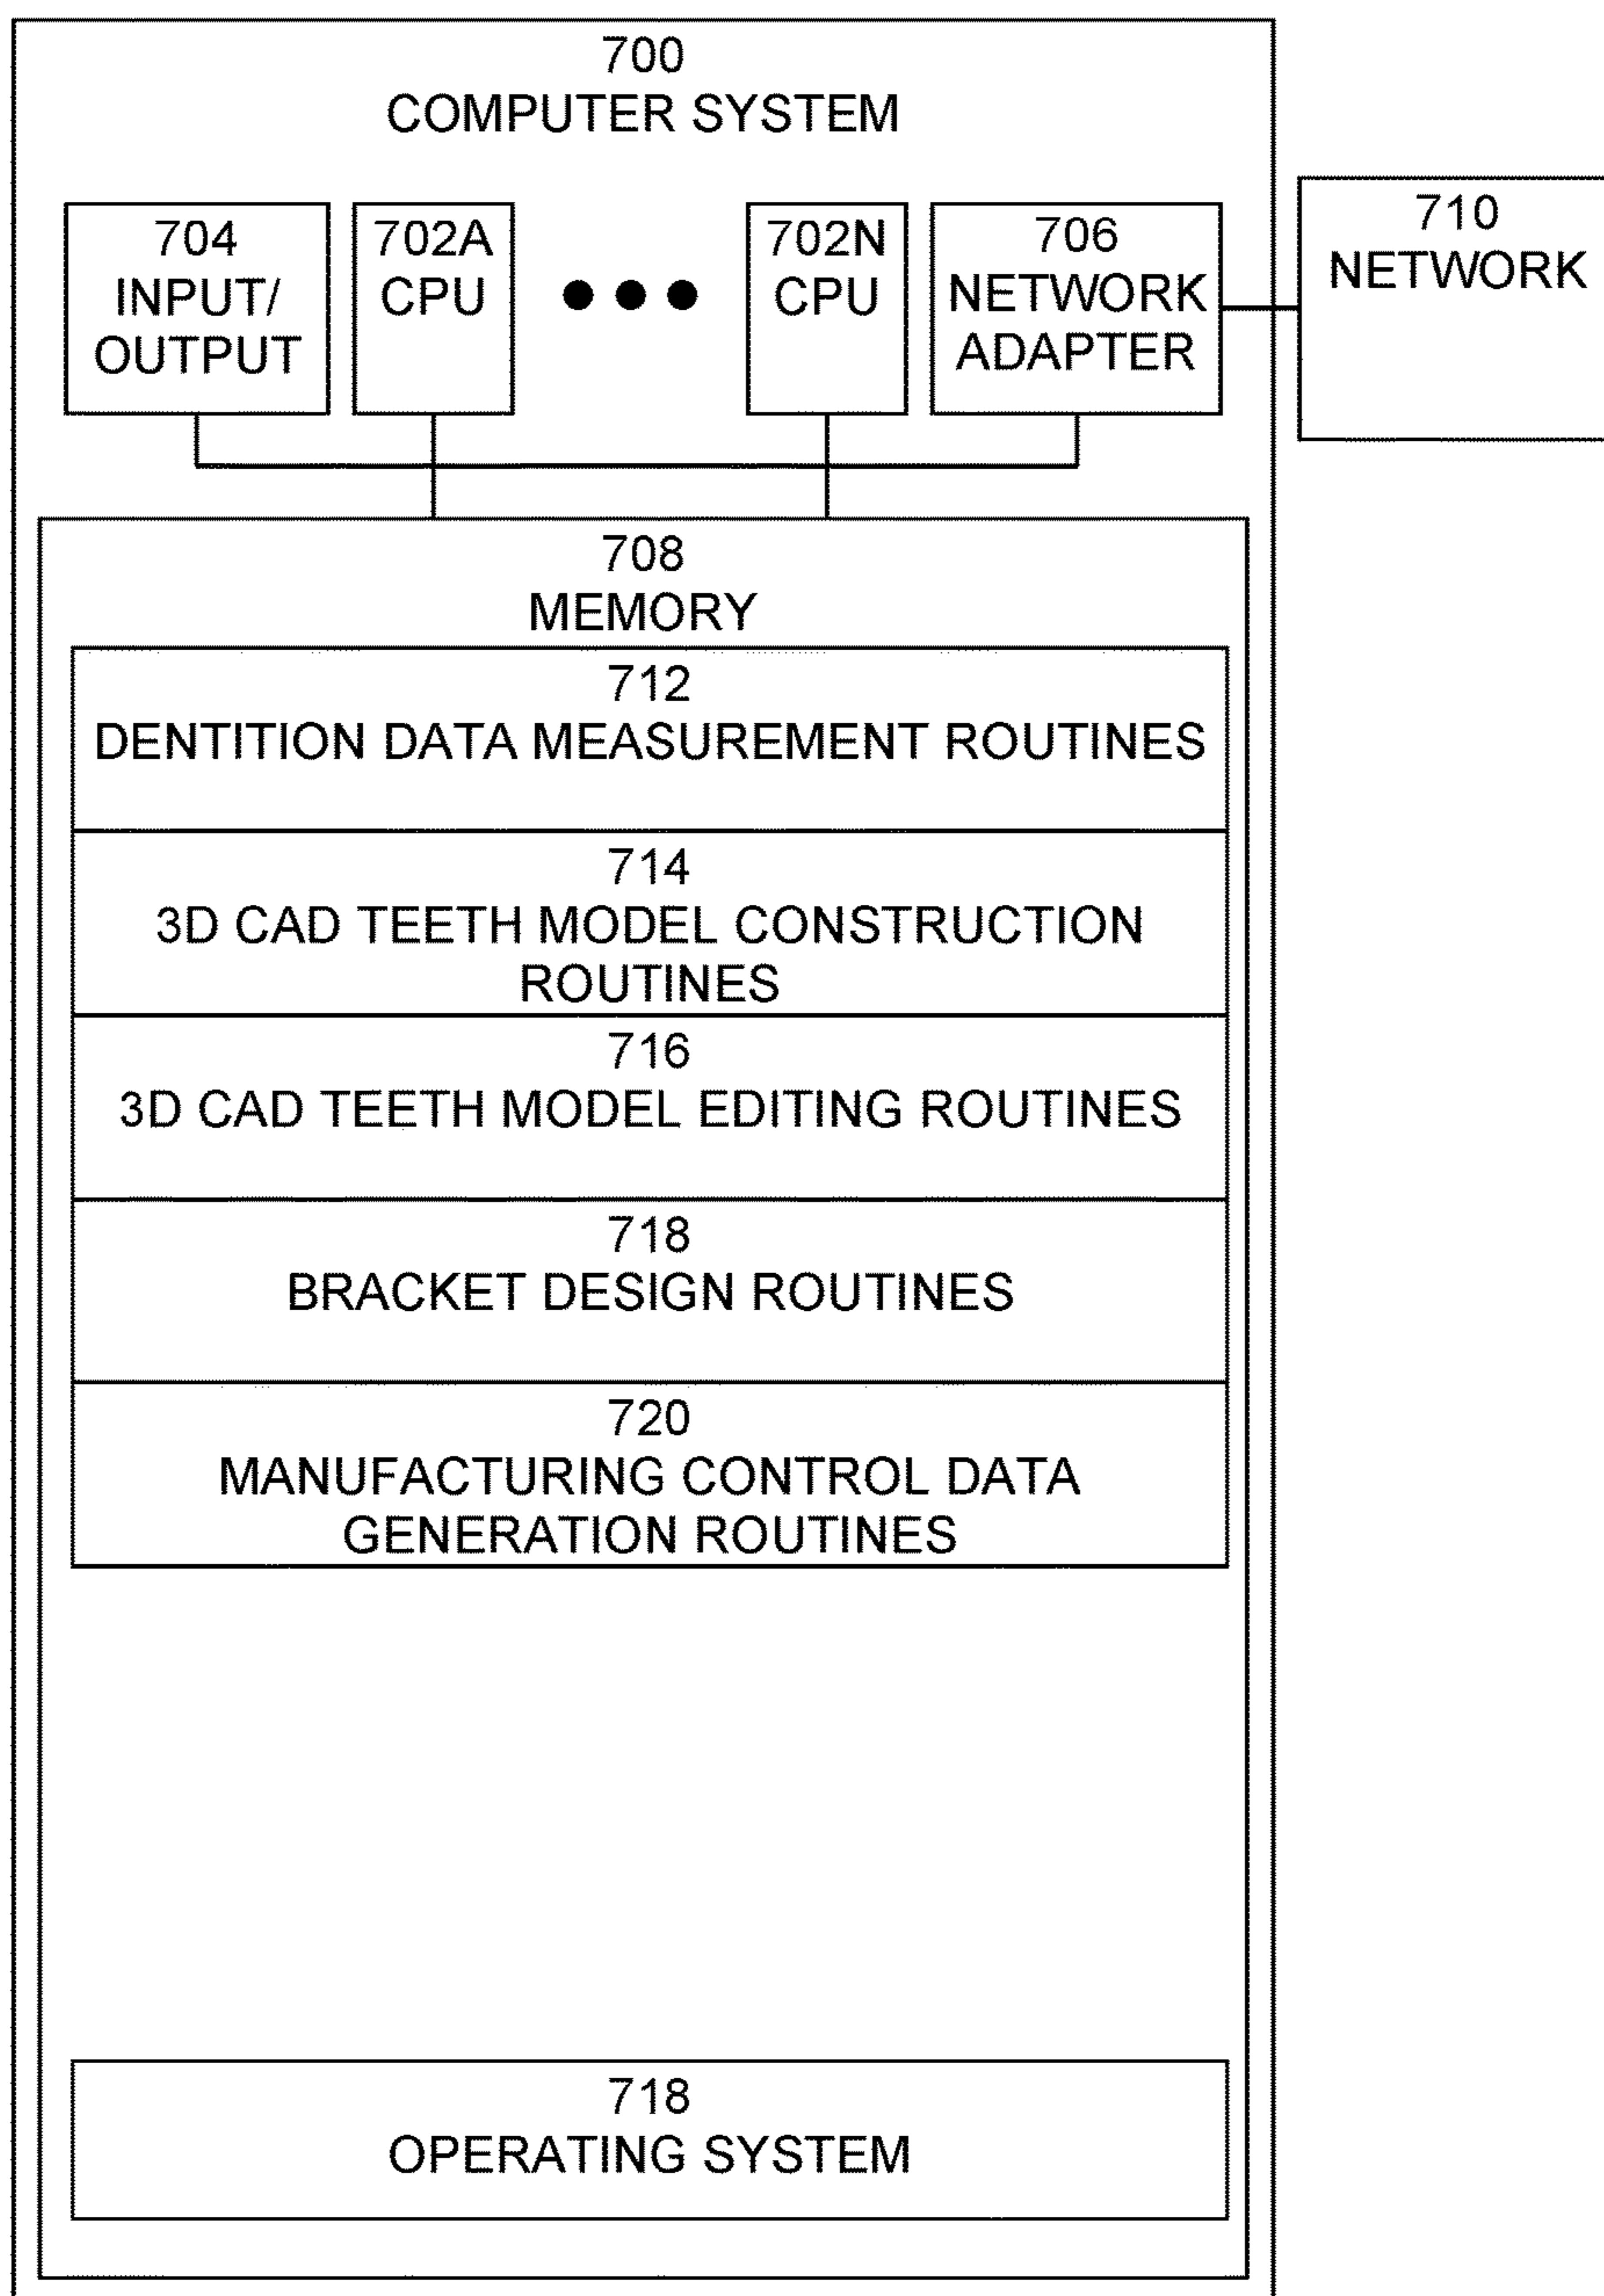 700
COMPUTER SYSTEM
704
INPUT/
OUTPUT
702A
CPU
702N
CPU
706
NETWORK
ADAPTER
710
NETWORK
708
MEMORY
712
DENTITION DATA MEASUREMENT ROUTINES
714
3D CAD TEETH MODEL CONSTRUCTION
ROUTINES
716
3D CAD TEETH MODEL EDITING ROUTINES
718
BRACKET DESIGN ROUTINES
720
MANUFACTURING CONTROL DATA
GENERATION ROUTINES
718
OPERATING SYSTEM